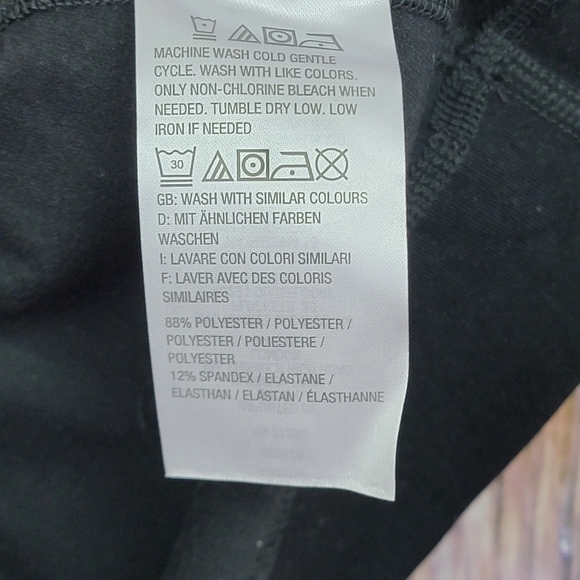 MACHINE WASH COLD GENTLE
CYCLE. WASH WITH LIKE COLORS.
ONLY NON-CHLORINE BLEACH WHEN
NEEDED. TUMBLE DRY LOW. LOW
IRON IF NEEDED
30
GB: WASH WITH SIMILAR COLOURS
D: MIT ÄHNLICHEN FARBEN
WASCHEN
I: LAVARE CON COLORI SIMILARI
F: LAVER AVEC DES COLORIS
SIMILAIRES
88% POLYESTER / POLYESTER /
POLYESTER / POLIESTERE /
POLYESTER
12% SPANDEX / ELASTANE /
ELASTHAN / ELASTAN / ÉLASTHANNE